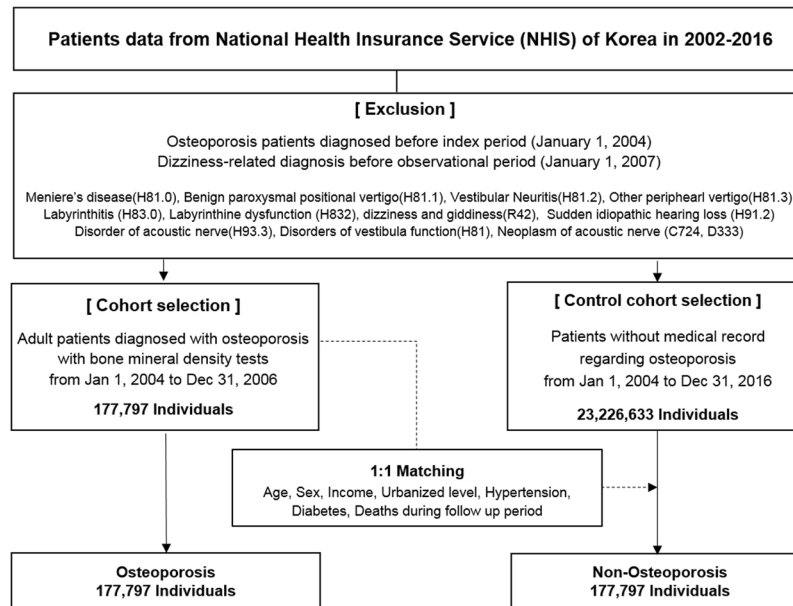 Patients data from National Health Insurance Service (NHIS) of Korea in 2002-2016
[ Exclusion ]
Osteoporosis patients diagnosed before index period (January 1, 2004)
Dizziness-related diagnosis before observational period (January 1, 2007)
Meniere's disease(H81.0), Benign paroxysmal positional vertigo(H81.1), Vestibular Neuritis(H81.2), Other periphearl vertigo(H81.3)
Labyrinthitis (H83.0), Labyrinthine dysfunction (H832), dizziness and giddiness(R42), Sudden idiopathic hearing loss (H91.2)
Disorder of acoustic nerve(H93.3), Disorders of vestibula function(H81), Neoplasm of acoustic nerve (C724, D333)
[ Cohort selection ]
Adult patients diagnosed with osteoporosis
with bone mineral density tests
from Jan 1, 2004 to Dec 31, 2006
177,797 Individuals
[ Control cohort selection ]
Patients without medical record
regarding osteoporosis
from Jan 1, 2004 to Dec 31, 2016
23,226,633 Individuals
1:1 Matching
Age, Sex, Income, Urbanized level, Hypertension,
Diabetes, Deaths during follow up period
Osteoporosis
177,797 Individuals
Non-Osteoporosis
177,797 Individuals